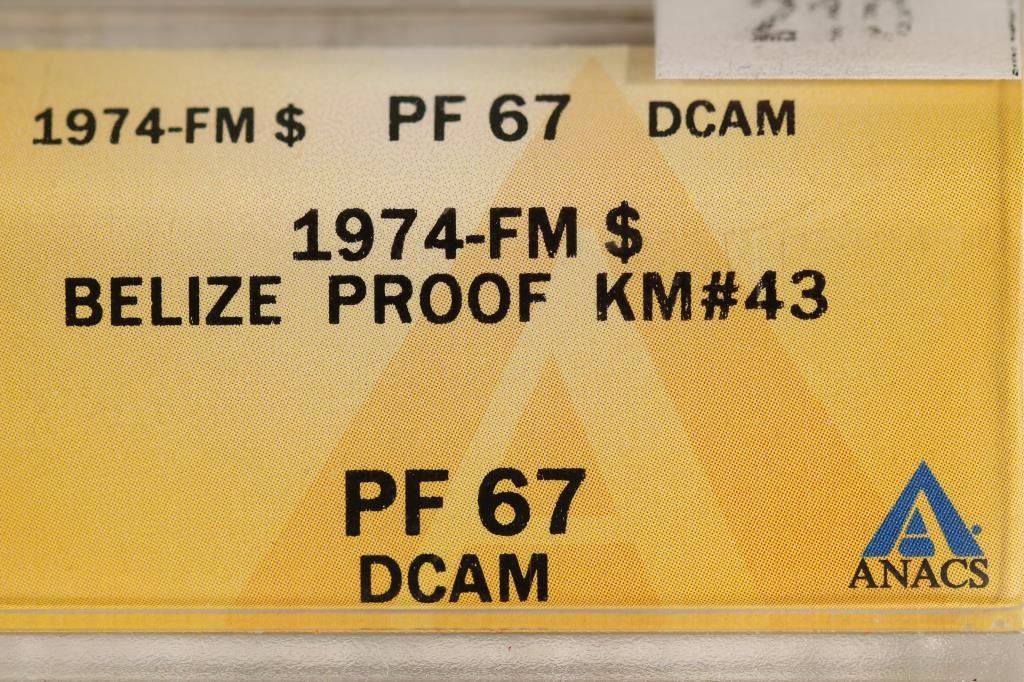 1974-FM $ PF 67 DCAM
1974-FM $
BELIZE PROOF KM#43
PF 67
DCAM
ANACS